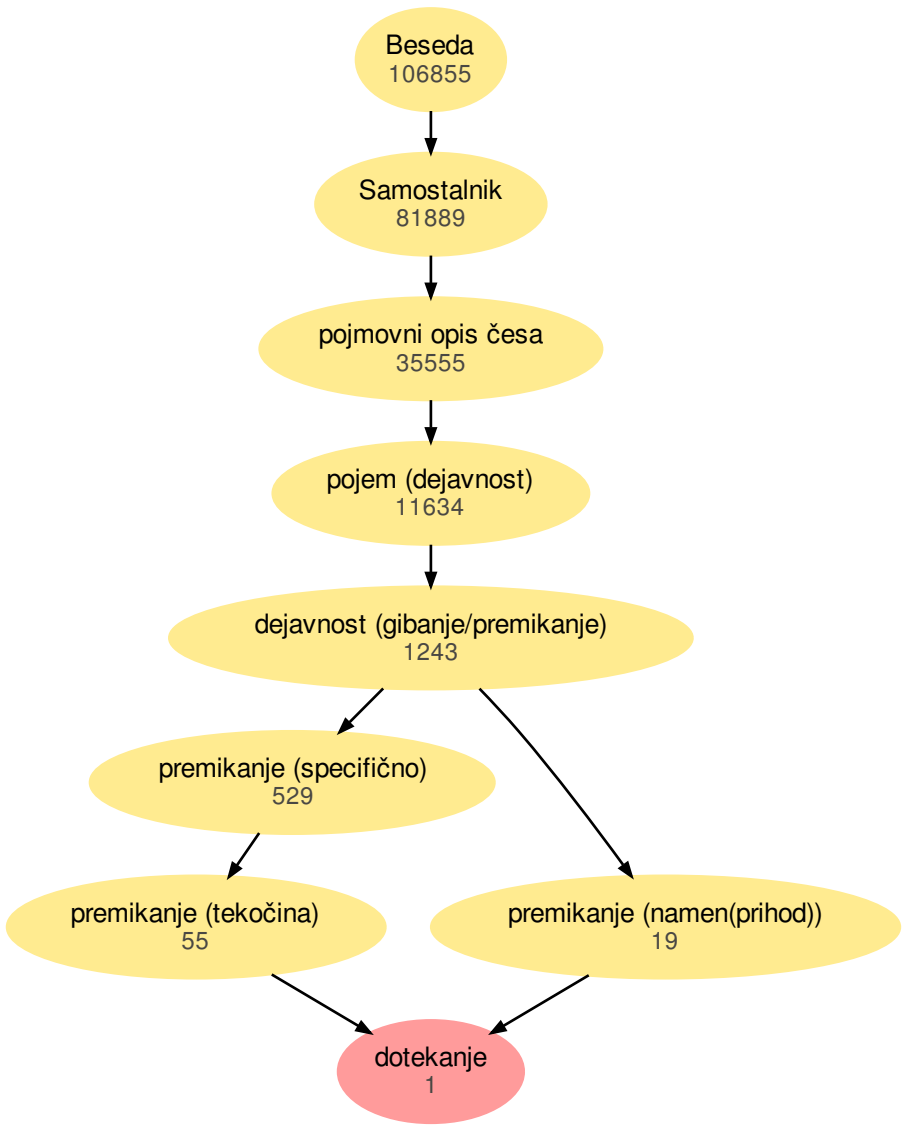 Beseda
106855
Samostalnik
81889
pojmovni opis česa
35555
pojem (dejavnost)
11634
dejavnost (gibanje/premikanje)
1243
premikanje (specifično)
529
premikanje (tekočina)
55
premikanje (namen(prihod))
19
dotekanje
1